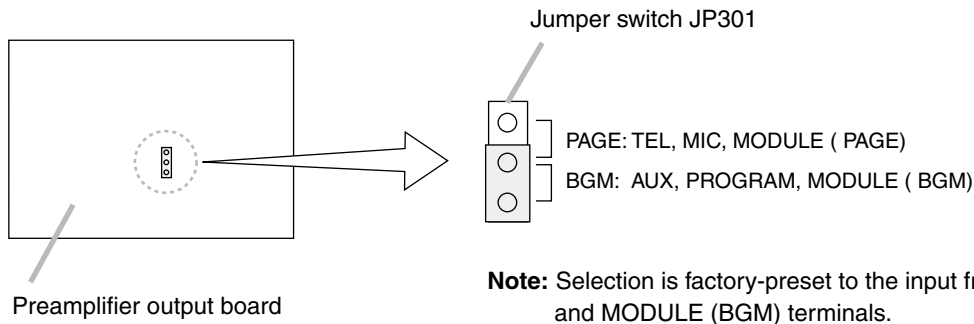 Jumper switch JP301
PAGE: TEL, MIC, MODULE ( PAGE)
BGM: AUX, PROGRAM, MODULE ( BGM)
Preamplifier output board
Note: Selection is factory-preset to the input
and MODULE (BGM) terminals.